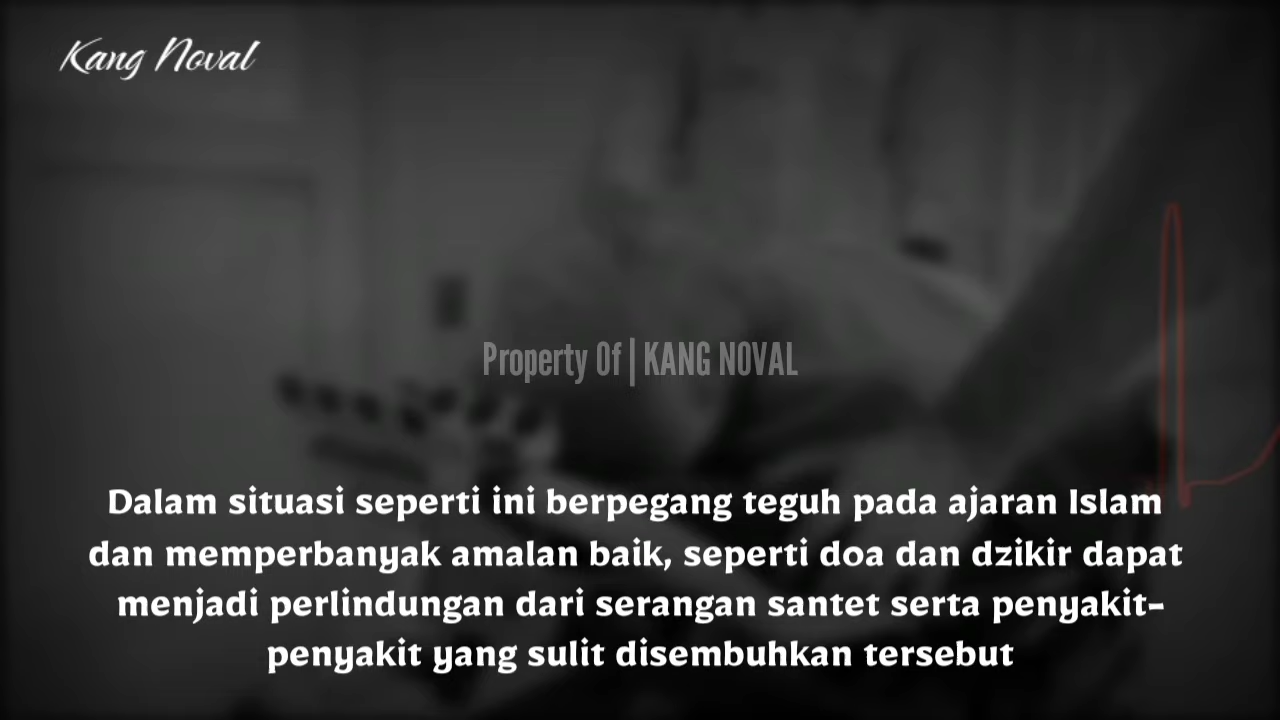 Kang Noval
Property Of | KANG NOVAL
Dalam situasi seperti ini berpegang teguh pada ajaran Islam
dan memperbanyak amalan baik, seperti doa dan dzikir dapat
menjadi perlindungan dari serangan santet serta penyakit-
penyakit yang sulit disembuhkan tersebut